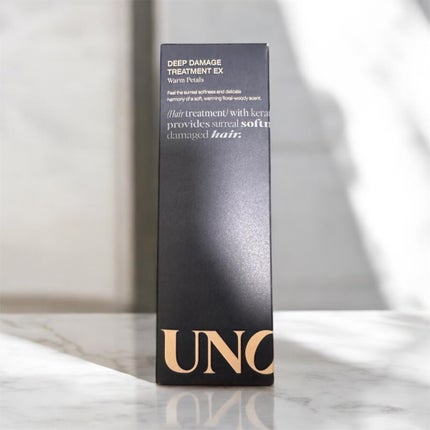 DEEP DAMAGE
TREATMENT EX
Warm Petals
Feel the surreal softness and delicate
harmony of a soft, warming floral-woody scent.
(Hair treatment) with kera
provides surreal softn
damaged hair.
UNO